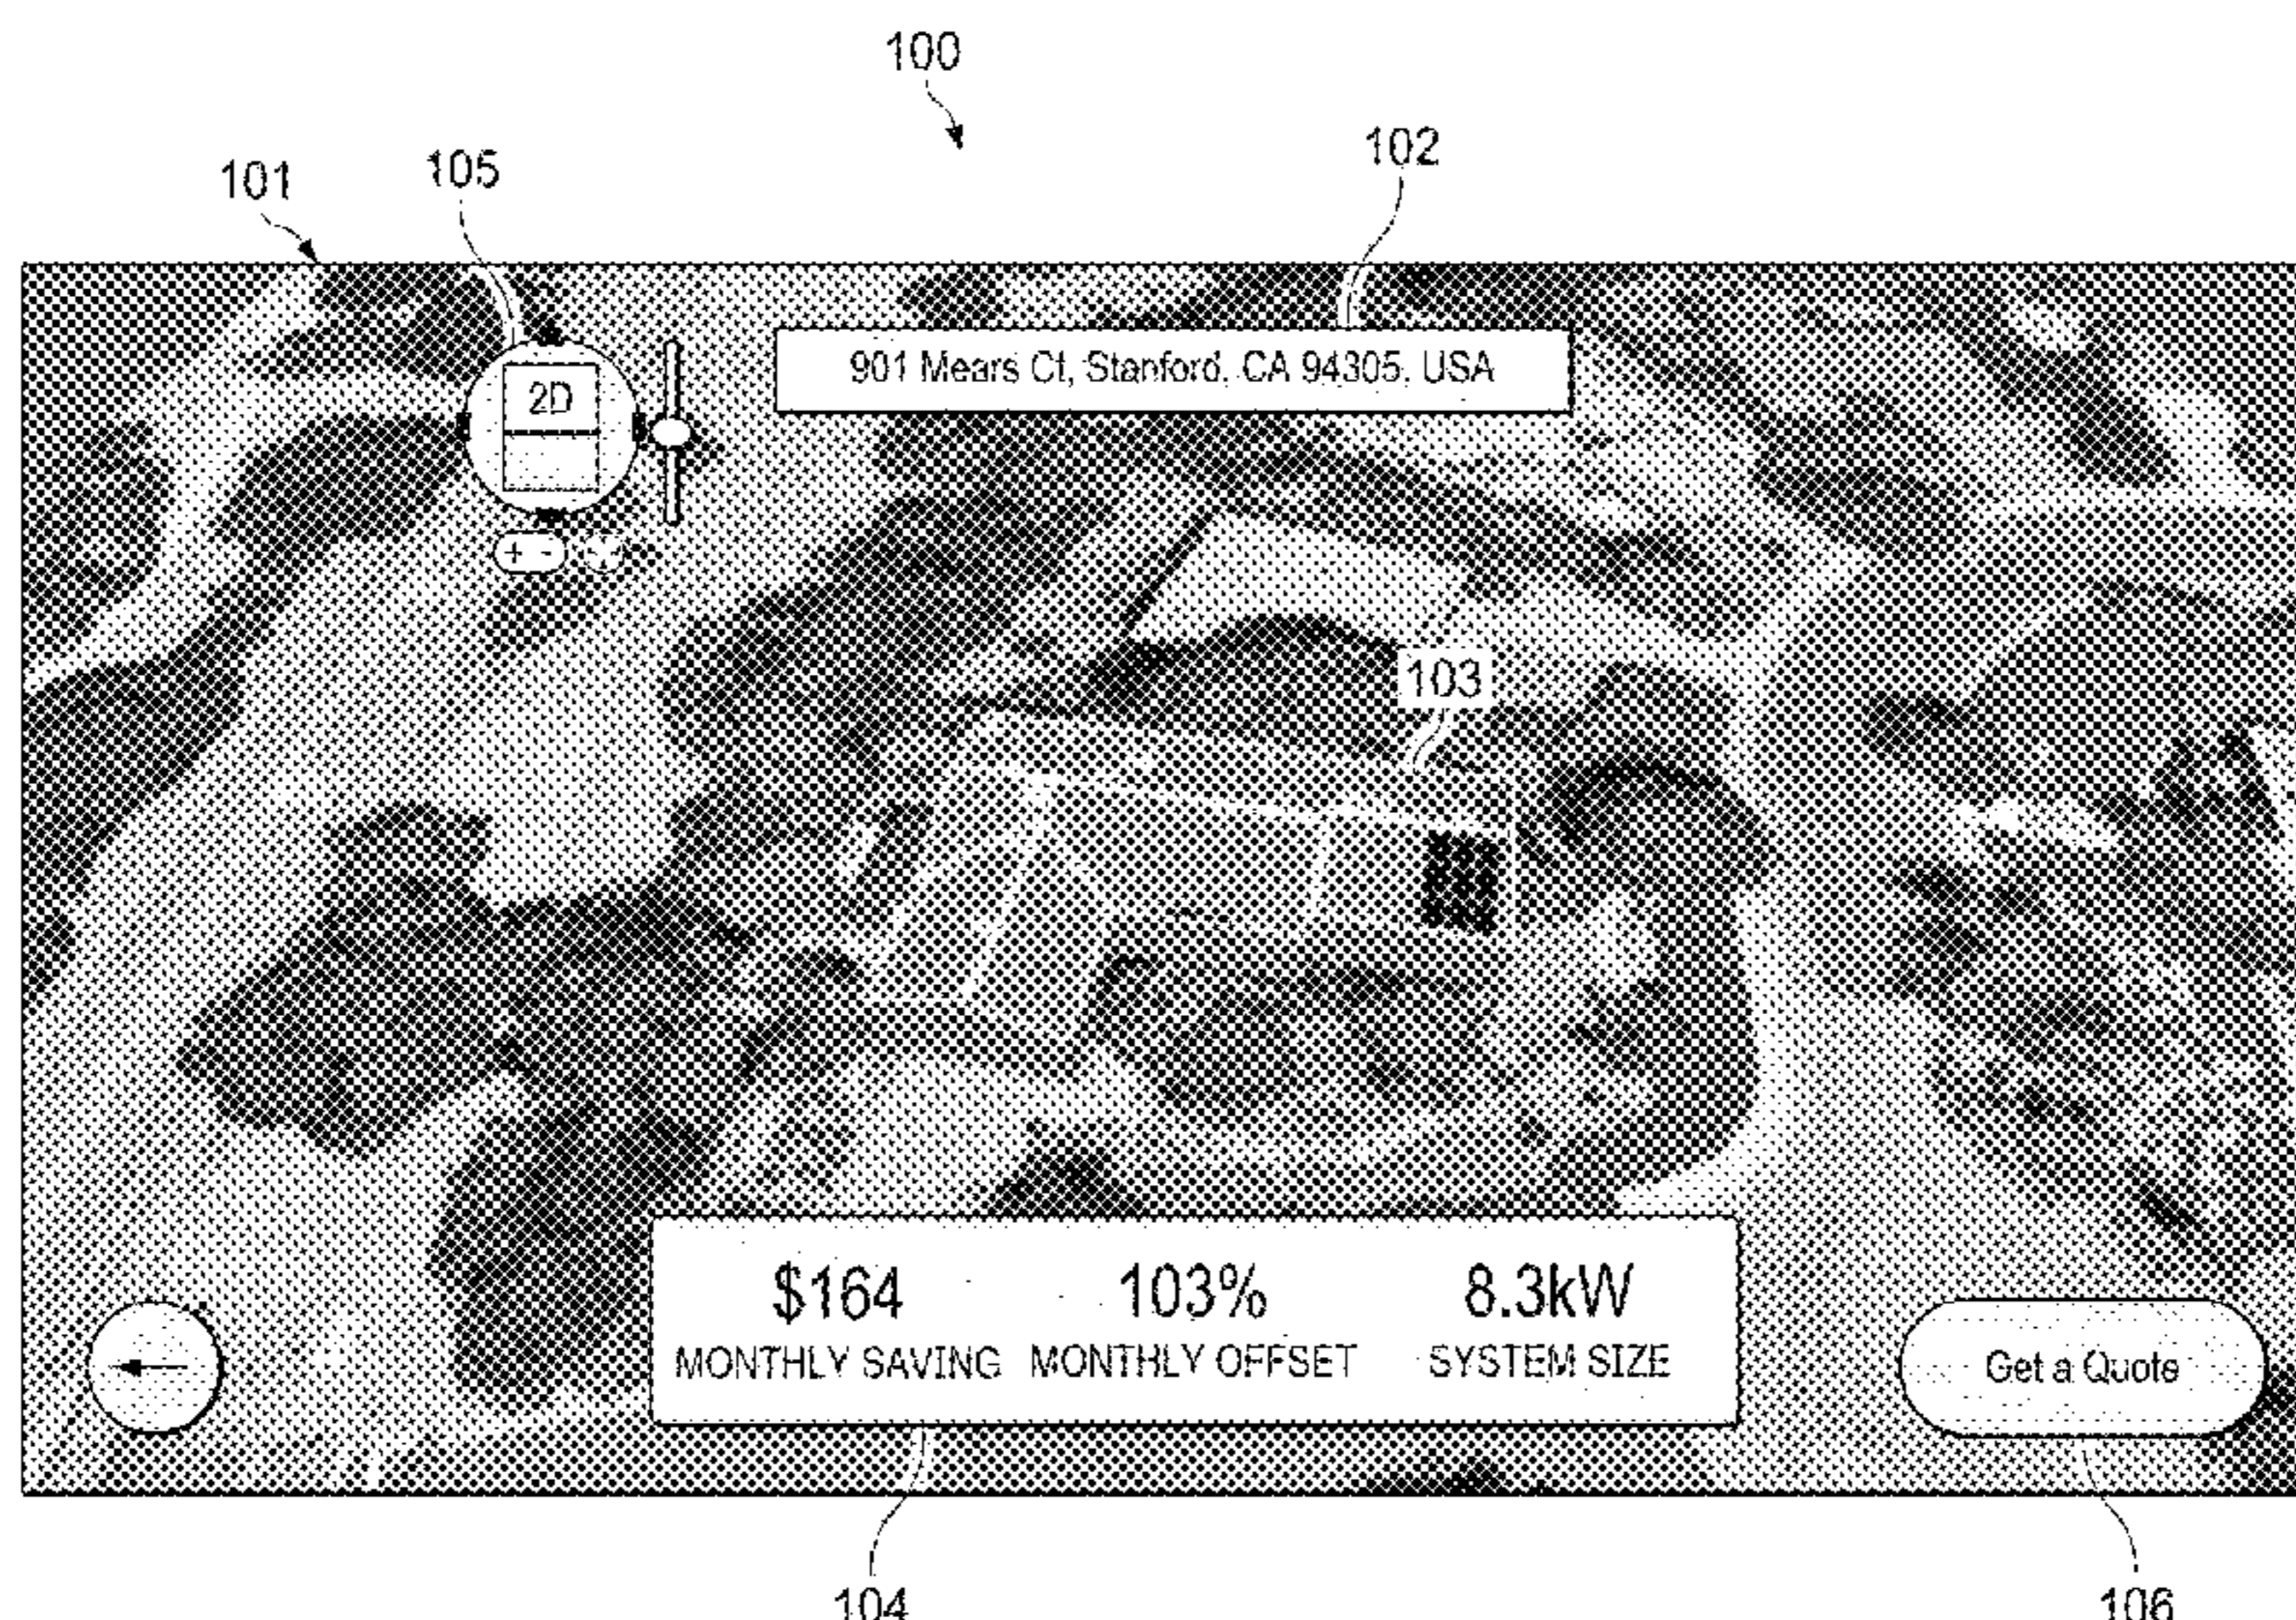 100
102
101
105
901 Mears Ct, Stanford, CA 94305, USA
2D
+ -
103
$164 103% 8.3kW
MONTHLY SAVING MONTHLY OFFSET SYSTEM SIZE
Get a Quote
104
106